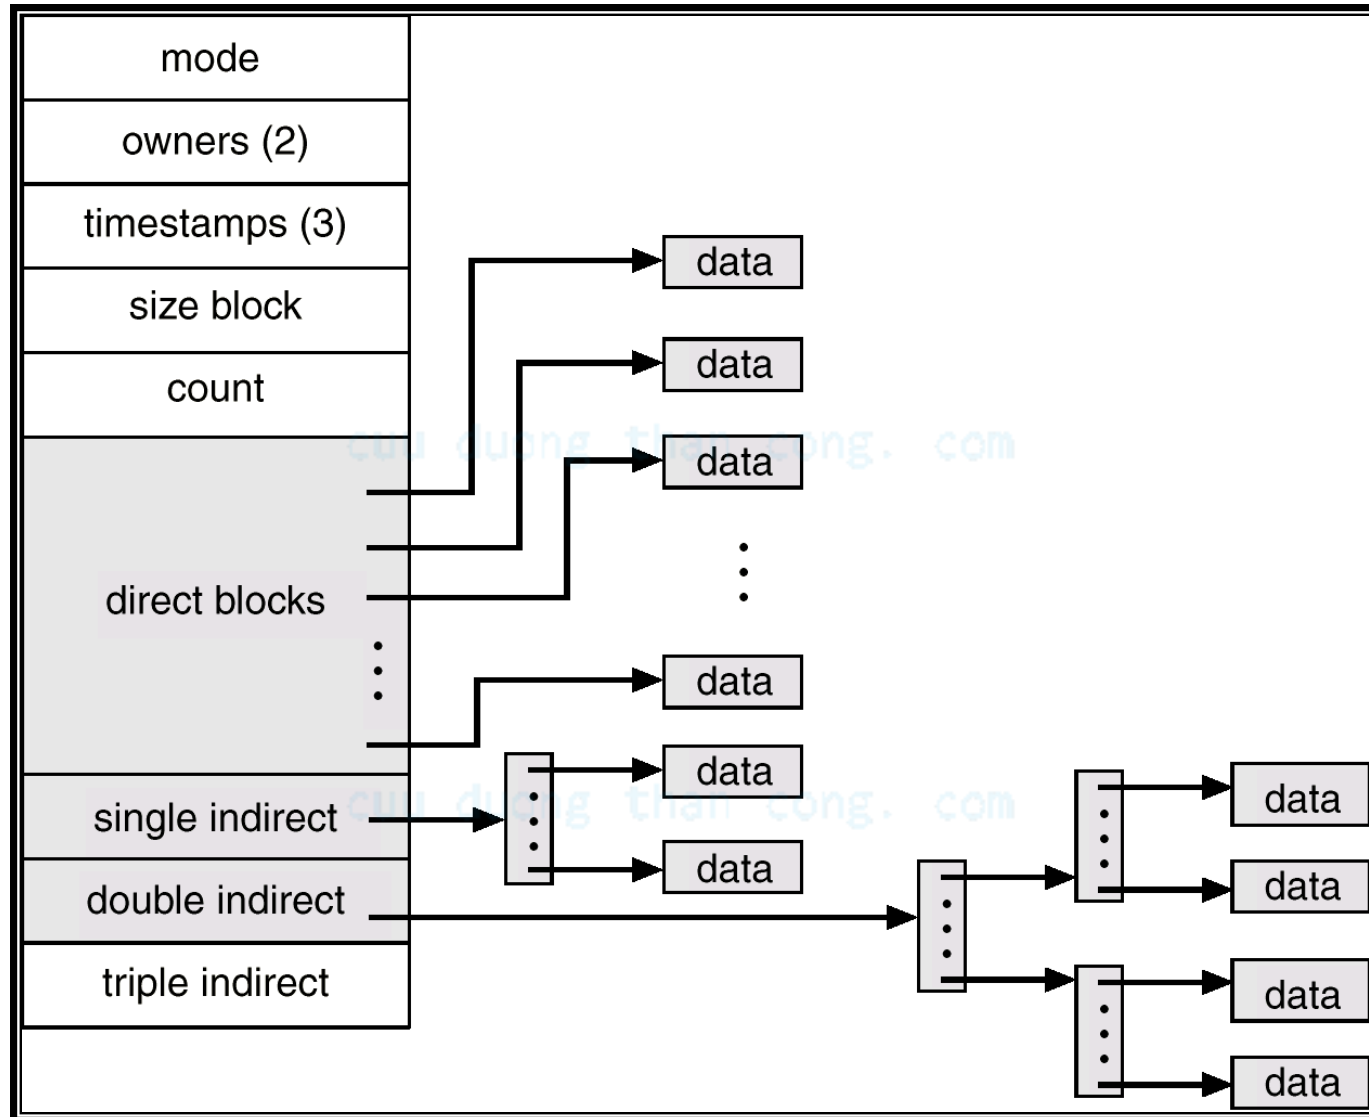 mode
owners (2)
timestamps (3)
size block
count
direct blocks
single indirect
double indirect
triple indirect
data
data
data
data
data
data
data
data
data
data
cuu duong than cong. com
cuu duong than cong. com